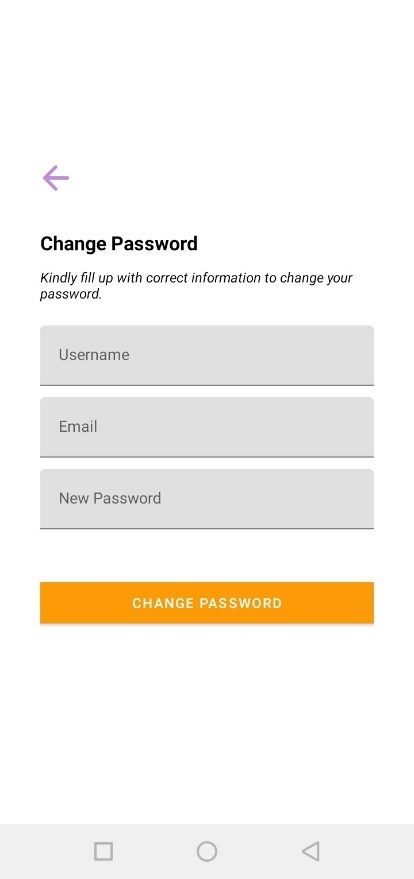 Change Password
Kindly fill up with correct information to change your
password.
Username
Email
New Password
CHANGE PASSWORD